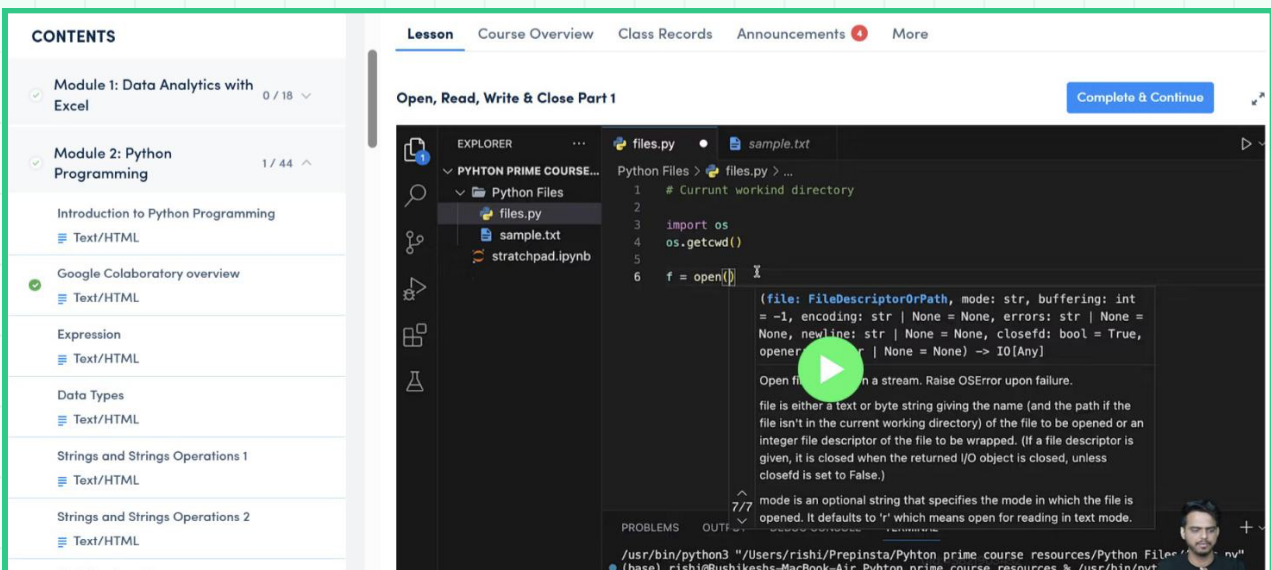 CONTENTS
Module 1: Data Analytics with
Excel
0 / 18
Module 2: Python
Programming
1 / 44
Introduction to Python Programming
Text/HTML
Google Colaboratory overview
Text/HTML
Expression
Text/HTML
Data Types
Text/HTML
Strings and Strings Operations 1
Text/HTML
Strings and Strings Operations 2
Text/HTML
Lesson Course Overview Class Records Announcements 4 More
Open, Read, Write & Close Part 1
Complete & Continue
1
EXPLORER ...
PYHTON PRIME COURSE...
Python Files
files.py
sample.txt
stratchpad.ipynb
files.py sample.txt
Python Files > files.py > ...
1 # Currunt workind directory
2
3 import os
4 os.getcwd()
5
6 f = open()
(file: FileDescriptorOrPath, mode: str, buffering: int
= -1, encoding: str | None = None, errors: str | None =
None, newline: str | None = None, closefd: bool = True,
opener: | None = None) -> IO[Any]
Open a stream. Raise OSError upon failure.
file is either a text or byte string giving the name (and the path if the
file isn't in the current working directory) of the file to be opened or an
integer file descriptor of the file to be wrapped. (If a file descriptor is
given, it is closed when the returned I/O object is closed, unless
closefd is set to False.)
7/7
mode is an optional string that specifies the mode in which the file is
opened. It defaults to 'r' which means open for reading in text mode.
PROBLEMS
/usr/bin/python3 "/Users/rishi/Prepinsta/Pyhton prime course resources/Python
(base) rishi@Rushikeshs-MacBook-Air Pyhton prime course resources %